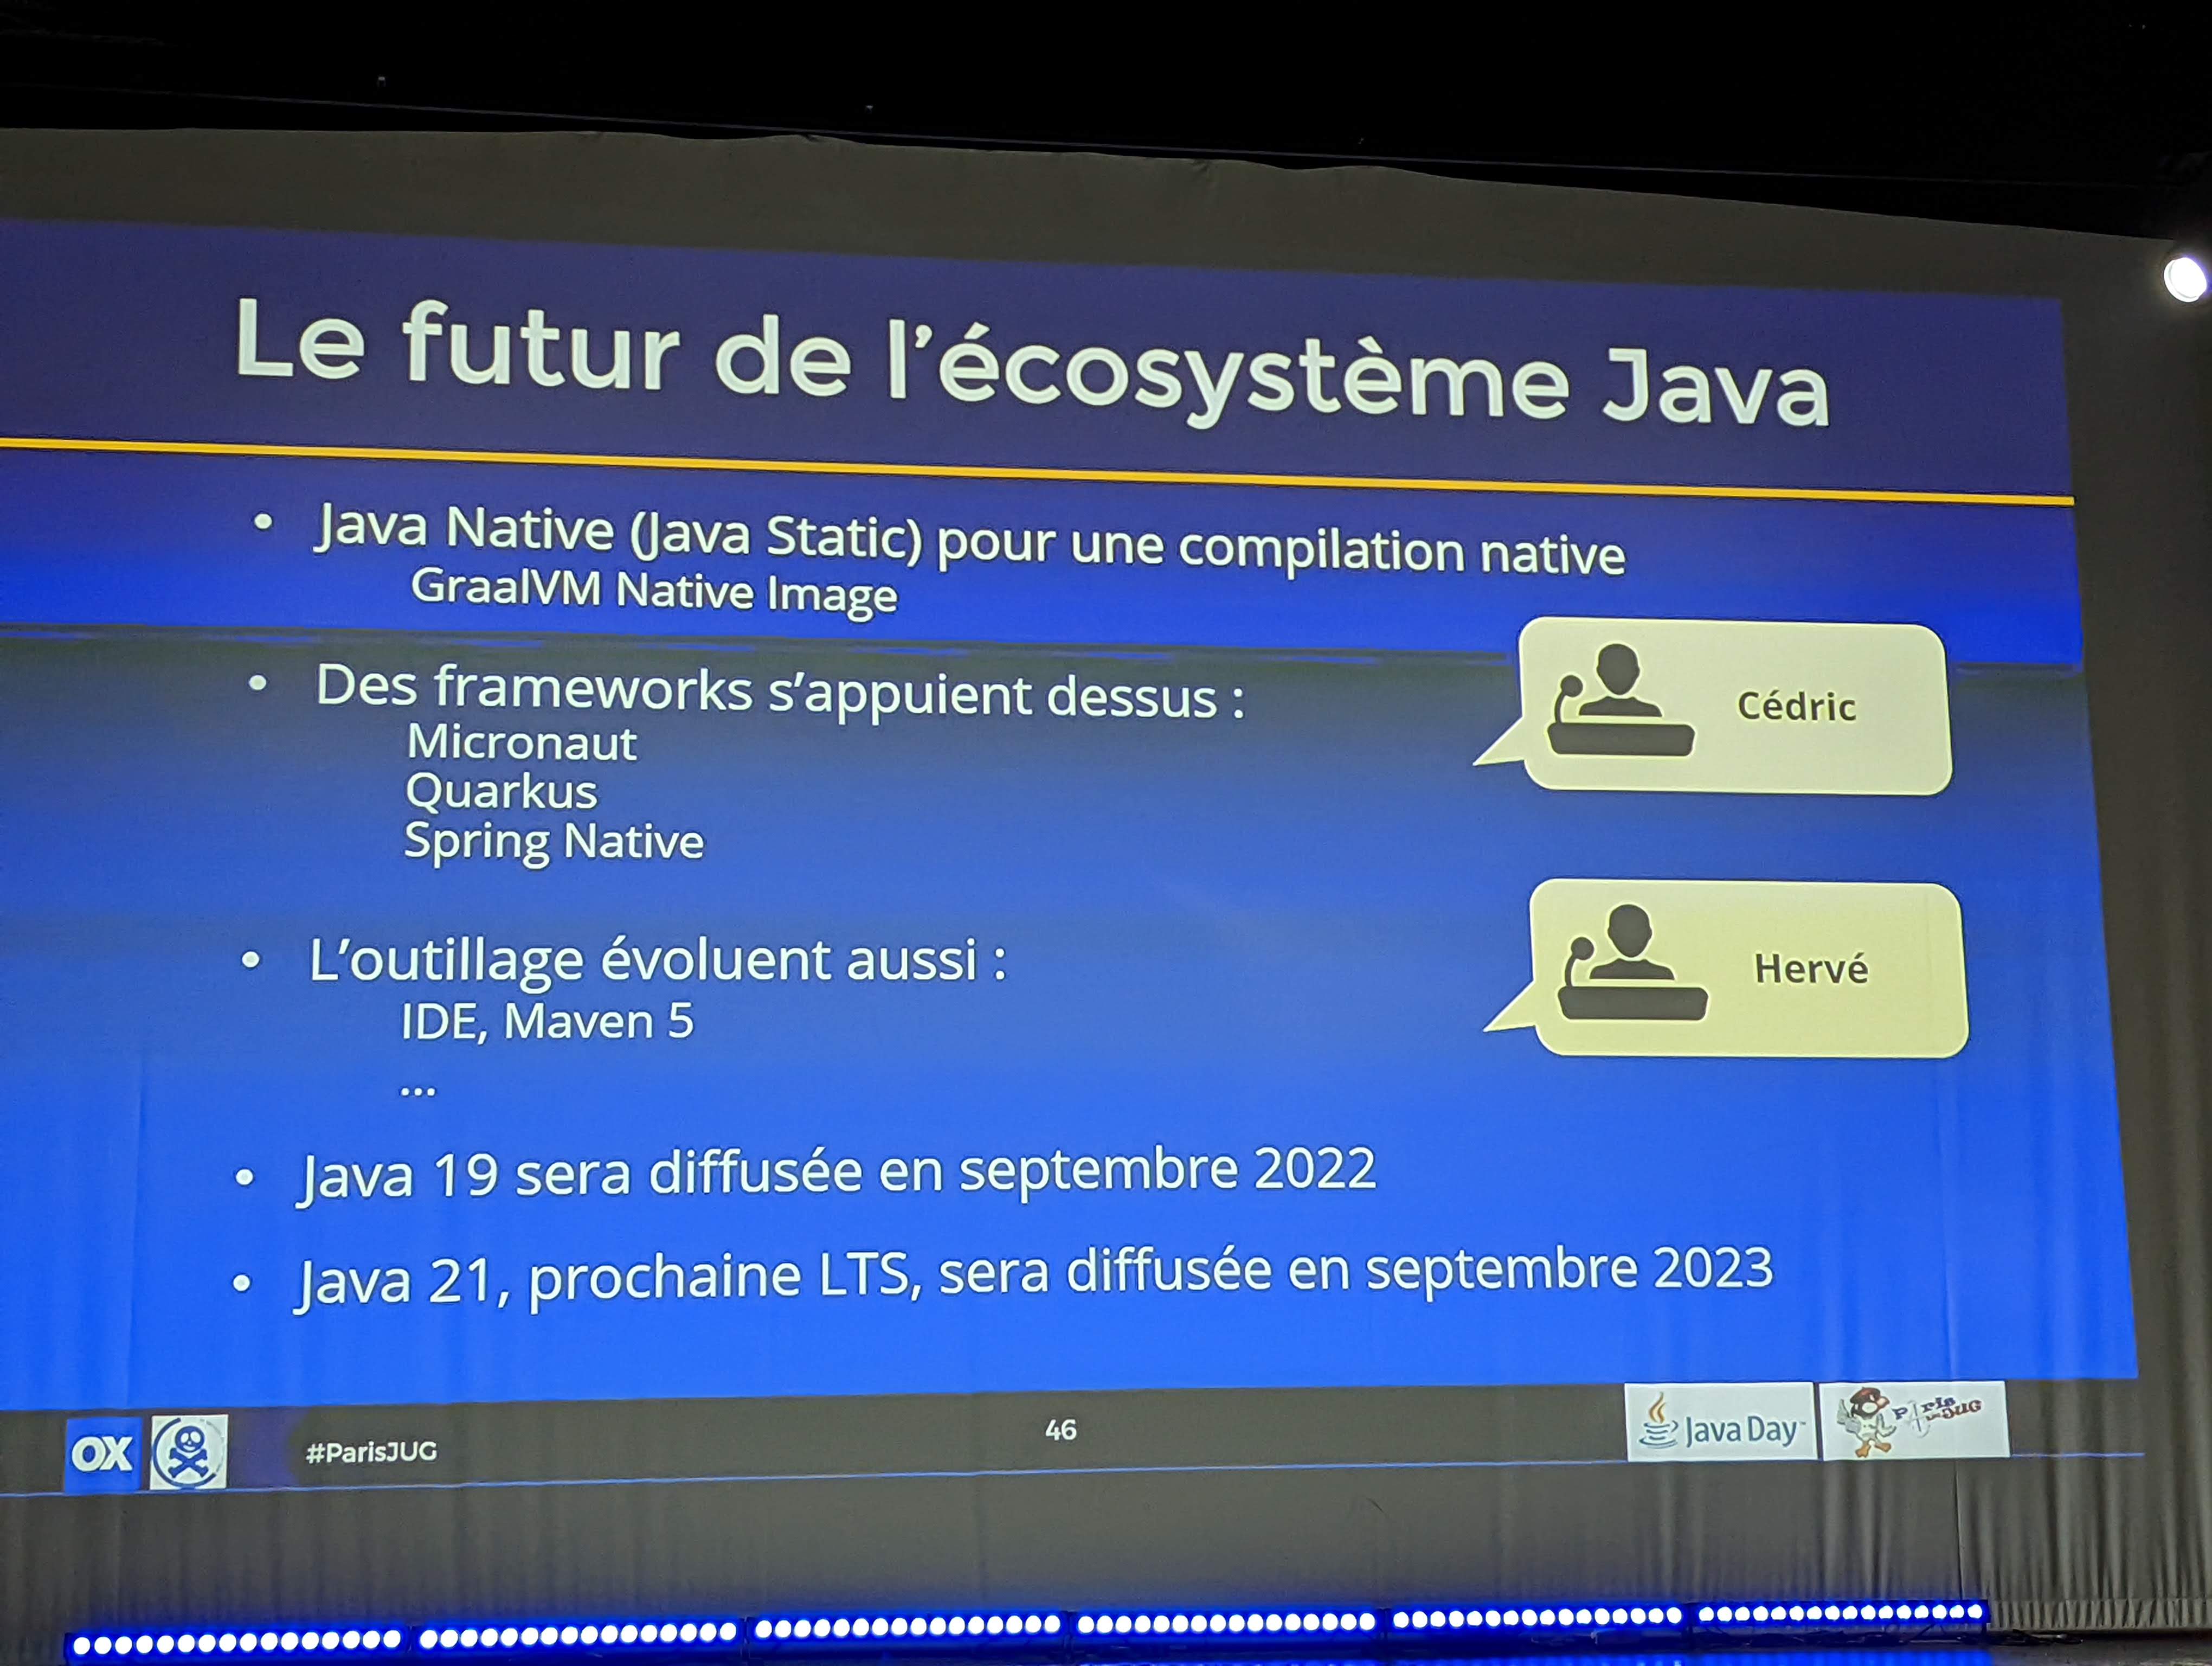 Le futur de l'écosystème Java
• Java Native (Java Static) pour une compilation native
GraalVM Native Image
• Des frameworks s'appuient dessus :
Micronaut
Quarkus
Spring Native
Cédric
• L'outillage évoluent aussi :
IDE, Maven 5
...
Hervé
• Java 19 sera diffusée en septembre 2022
• Java 21, prochaine LTS, sera diffusée en septembre 2023
OX
#ParisJUG
46
Java Day
Paris JUG